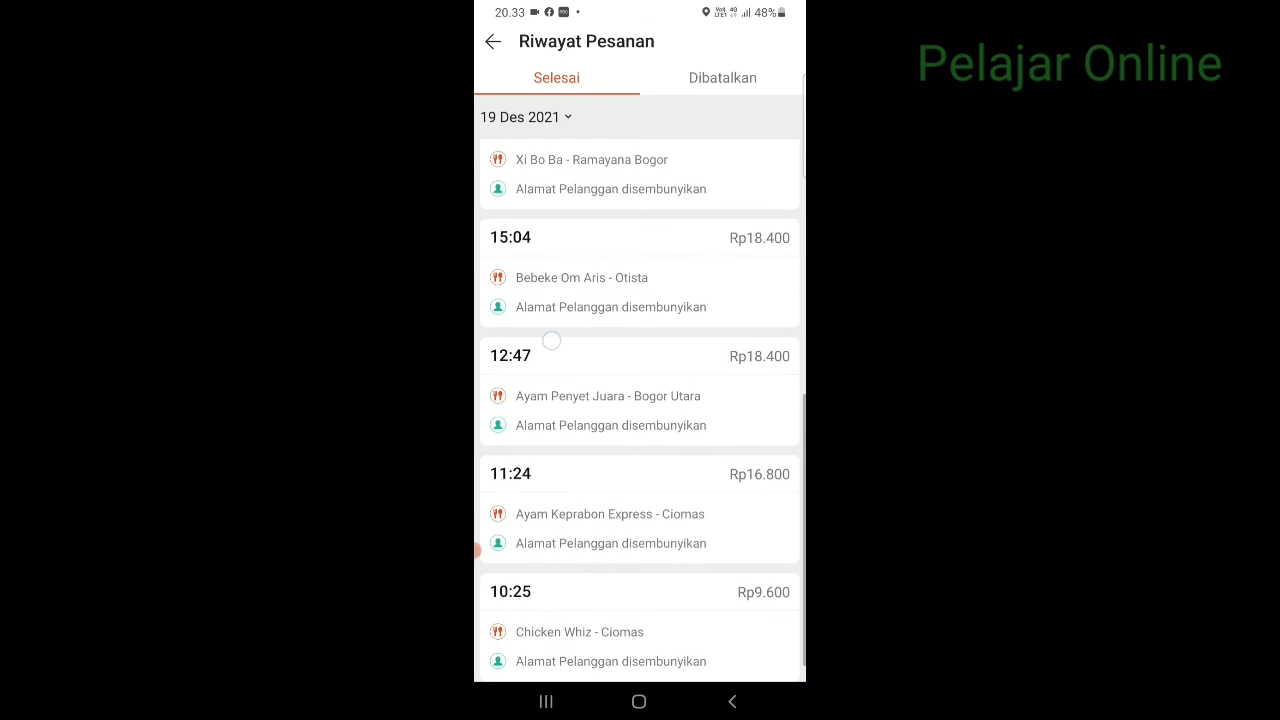 20.33
48%
Riwayat Pesanan
Selesai
Dibatalkan
19 Des 2021
Xi Bo Ba - Ramayana Bogor
Alamat Pelanggan disembunyikan
15:04
Rp18.400
Bebeke Om Aris - Otista
Alamat Pelanggan disembunyikan
12:47
Rp18.400
Ayam Penyet Juara - Bogor Utara
Alamat Pelanggan disembunyikan
11:24
Rp16.800
Ayam Keprabon Express - Ciomas
Alamat Pelanggan disembunyikan
10:25
Rp9.600
Chicken Whiz - Ciomas
Alamat Pelanggan disembunyikan
Pelajar Online